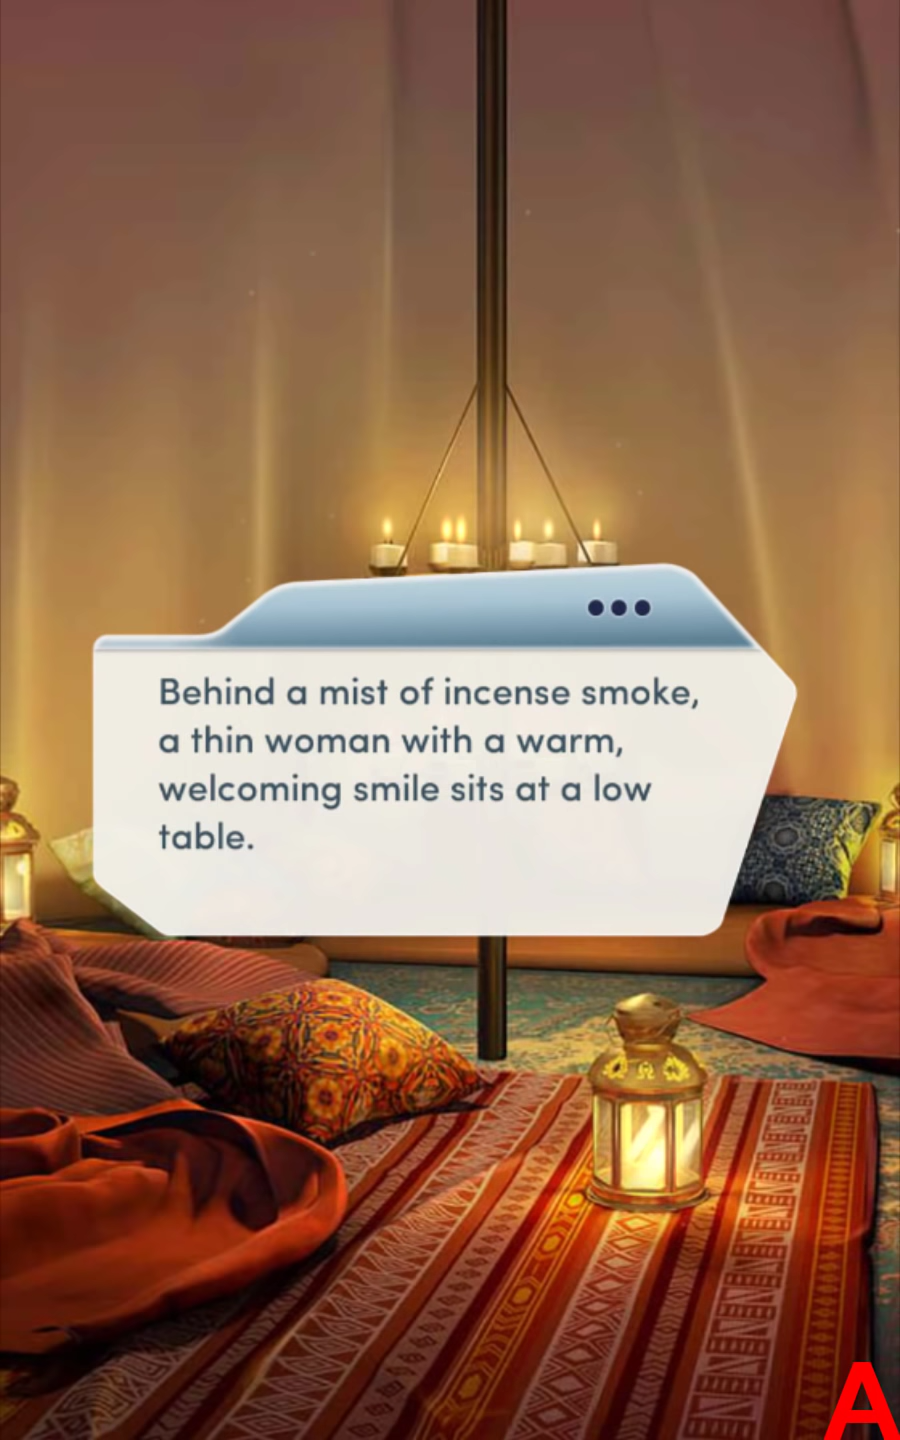 Behind a mist of incense smoke,
a thin woman with a warm,
welcoming smile sits at a low
table.
A